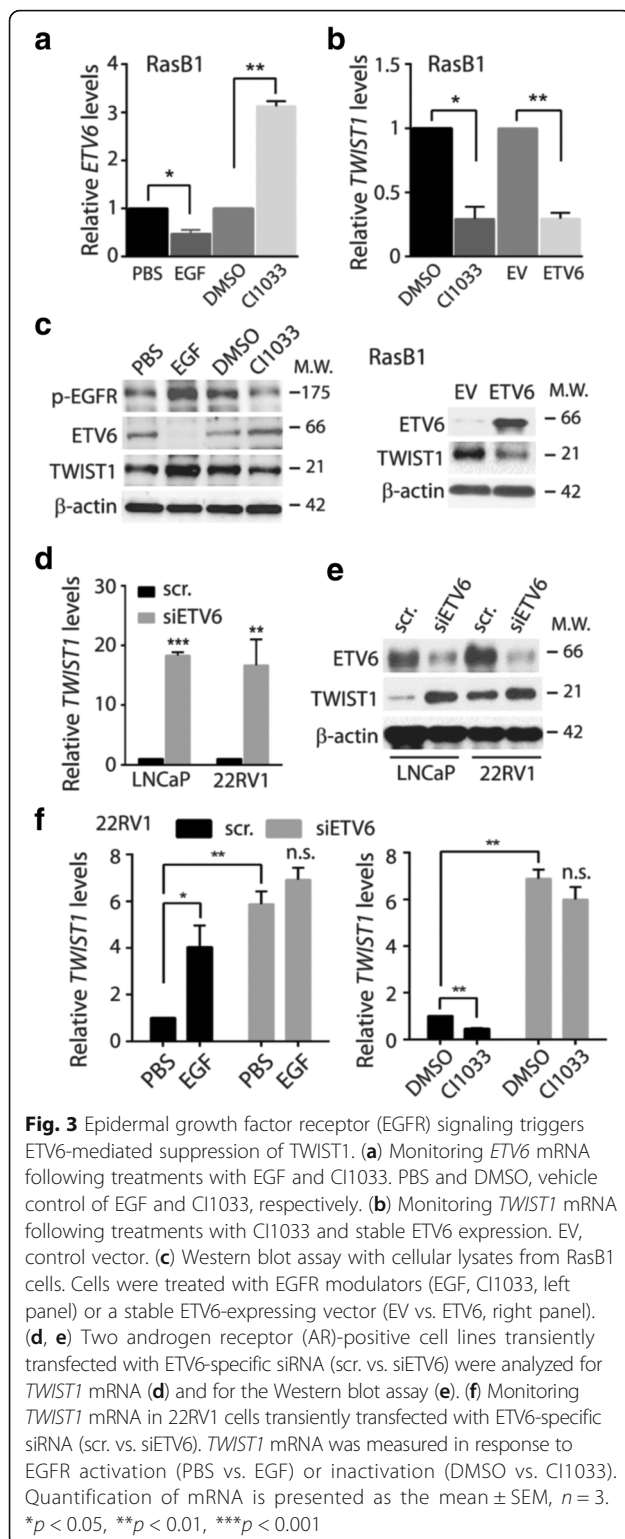 a
RasB1
Relative ETV6 levels
4
3
2
1
0
*
**
PBS
EGF
DMSO
CI1033
b
RasB1
Relative TWIST1 levels
1.5
1
0.5
0
*
**
DMSO
CI1033
EV
ETV6
c
PBS EGF DMSO CI1033 M.W.
p-EGFR – 175
ETV6 – 66
TWIST1 – 21
β-actin – 42
RasB1
EV ETV6 M.W.
ETV6 – 66
TWIST1 – 21
β-actin – 42
d
scr.
siETV6
Relative TWIST1 levels
30
20
10
0
***
**
LNCaP 22RV1
e
scr. siETV6 scr. siETV6 M.W.
ETV6 – 66
TWIST1 – 21
β-actin – 42
LNCaP 22RV1
f
22RV1 scr. siETV6
Relative TWIST1 levels
8
6
4
2
0
*
**
n.s.
PBS
EGF
PBS
EGF
Relative TWIST1 levels
8
6
4
2
0
**
**
n.s.
DMSO
CI1033
DMSO
CI1033
Fig. 3 Epidermal growth factor receptor (EGFR) signaling triggers
ETV6-mediated suppression of TWIST1. (a) Monitoring ETV6 mRNA
following treatments with EGF and CI1033. PBS and DMSO, vehicle
control of EGF and CI1033, respectively. (b) Monitoring TWIST1 mRNA
following treatments with CI1033 and stable ETV6 expression. EV,
control vector. (c) Western blot assay with cellular lysates from RasB1
cells. Cells were treated with EGFR modulators (EGF, CI1033, left
panel) or a stable ETV6-expressing vector (EV vs. ETV6, right panel).
(d, e) Two androgen receptor (AR)-positive cell lines transiently
transfected with ETV6-specific siRNA (scr. vs. siETV6) were analyzed for
TWIST1 mRNA (d) and for the Western blot assay (e). (f) Monitoring
TWIST1 mRNA in 22RV1 cells transiently transfected with ETV6-specific
siRNA (scr. vs. siETV6). TWIST1 mRNA was measured in response to
EGFR activation (PBS vs. EGF) or inactivation (DMSO vs. CI1033).
Quantification of mRNA is presented as the mean ± SEM, n = 3.
*p < 0.05, **p < 0.01, ***p < 0.001